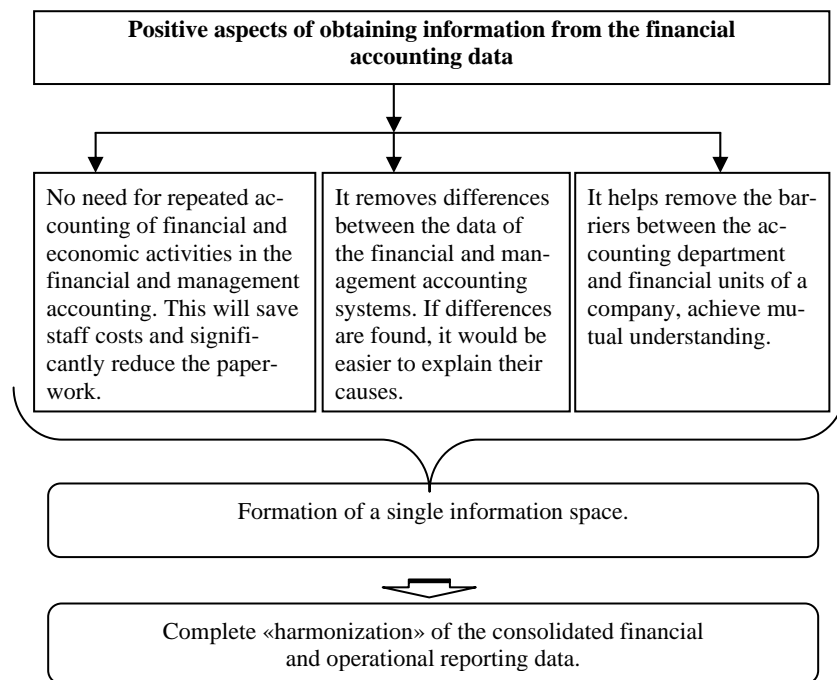 Positive aspects of obtaining information from the financial
accounting data
No need for repeated ac-
counting of financial and
economic activities in the
financial and management
accounting. This will save
staff costs and signifi-
cantly reduce the paper-
work.
It removes differences
between the data of
the financial and man-
agement accounting
systems. If differences
are found, it would be
easier to explain their
causes.
It helps remove the bar-
riers between the ac-
counting department
and financial units of a
company, achieve mu-
tual understanding.
Formation of a single information space.
Complete «harmonization» of the consolidated financial
and operational reporting data.